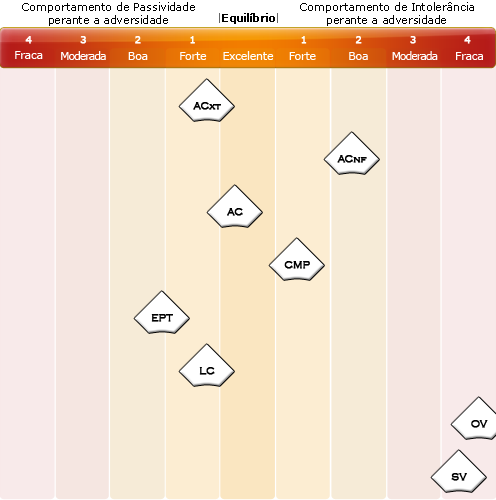 Comportamento de Passividade
perante a adversidade
|Equilíbrio|
Comportamento de Intolerância
perante a adversidade
4 3 2 1 1 2 3 4
Fraca Moderada Boa Forte Excelente Forte Boa Moderada Fraca
ACXT
ACNF
AC
CMP
EPT
LC
OV
SV